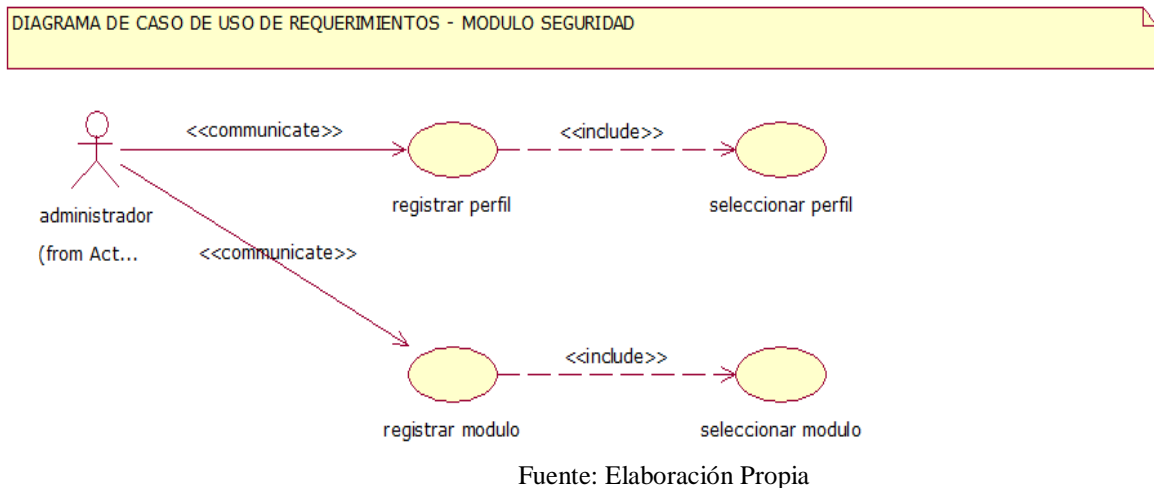 DIAGRAMA DE CASO DE USO DE REQUERIMIENTOS - MODULO SEGURIDAD
<<communicate>>
<<include>>
registrar perfil
seleccionar perfil
administrador
(from Act...
<<communicate>>
<<include>>
registrar modulo
seleccionar modulo
Fuente: Elaboración Propia